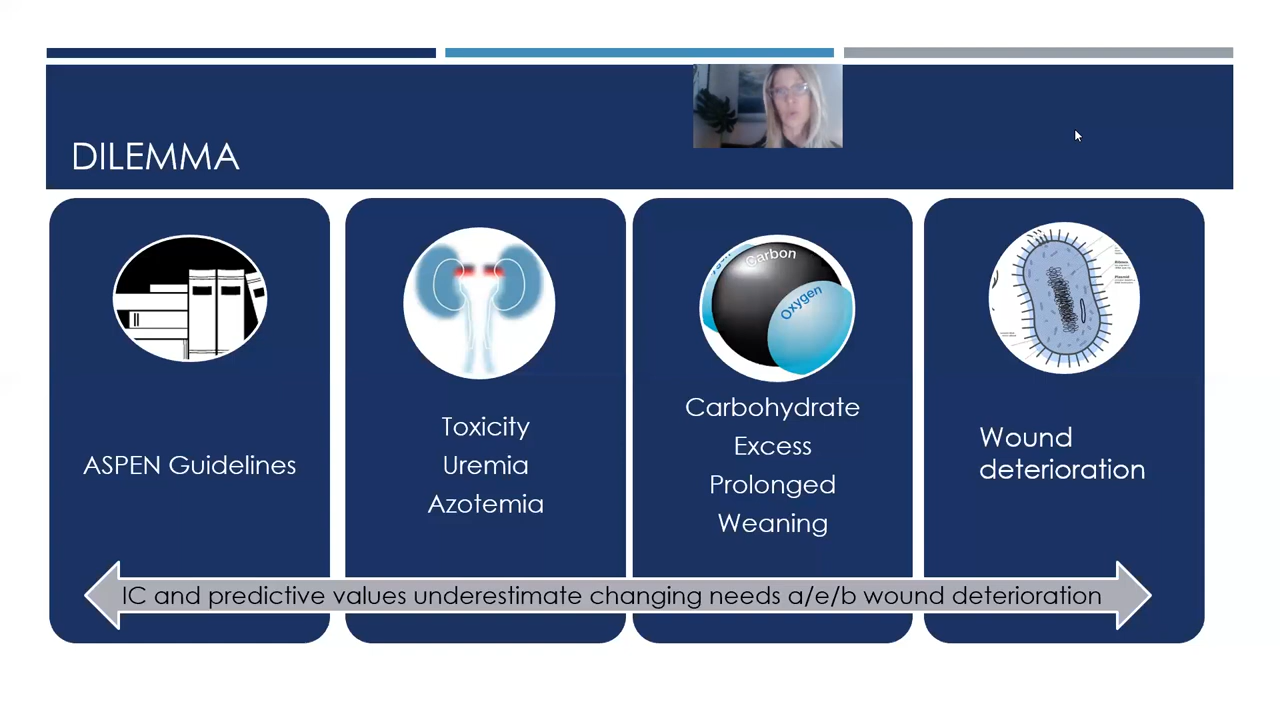 DILEMMA
ASPEN Guidelines
Toxicity
Uremia
Azotemia
Carbon
Oxygen
Carbohydrate
Excess
Prolonged
Weaning
Wound
deterioration
IC and predictive values underestimate changing needs a/e/b wound deterioration